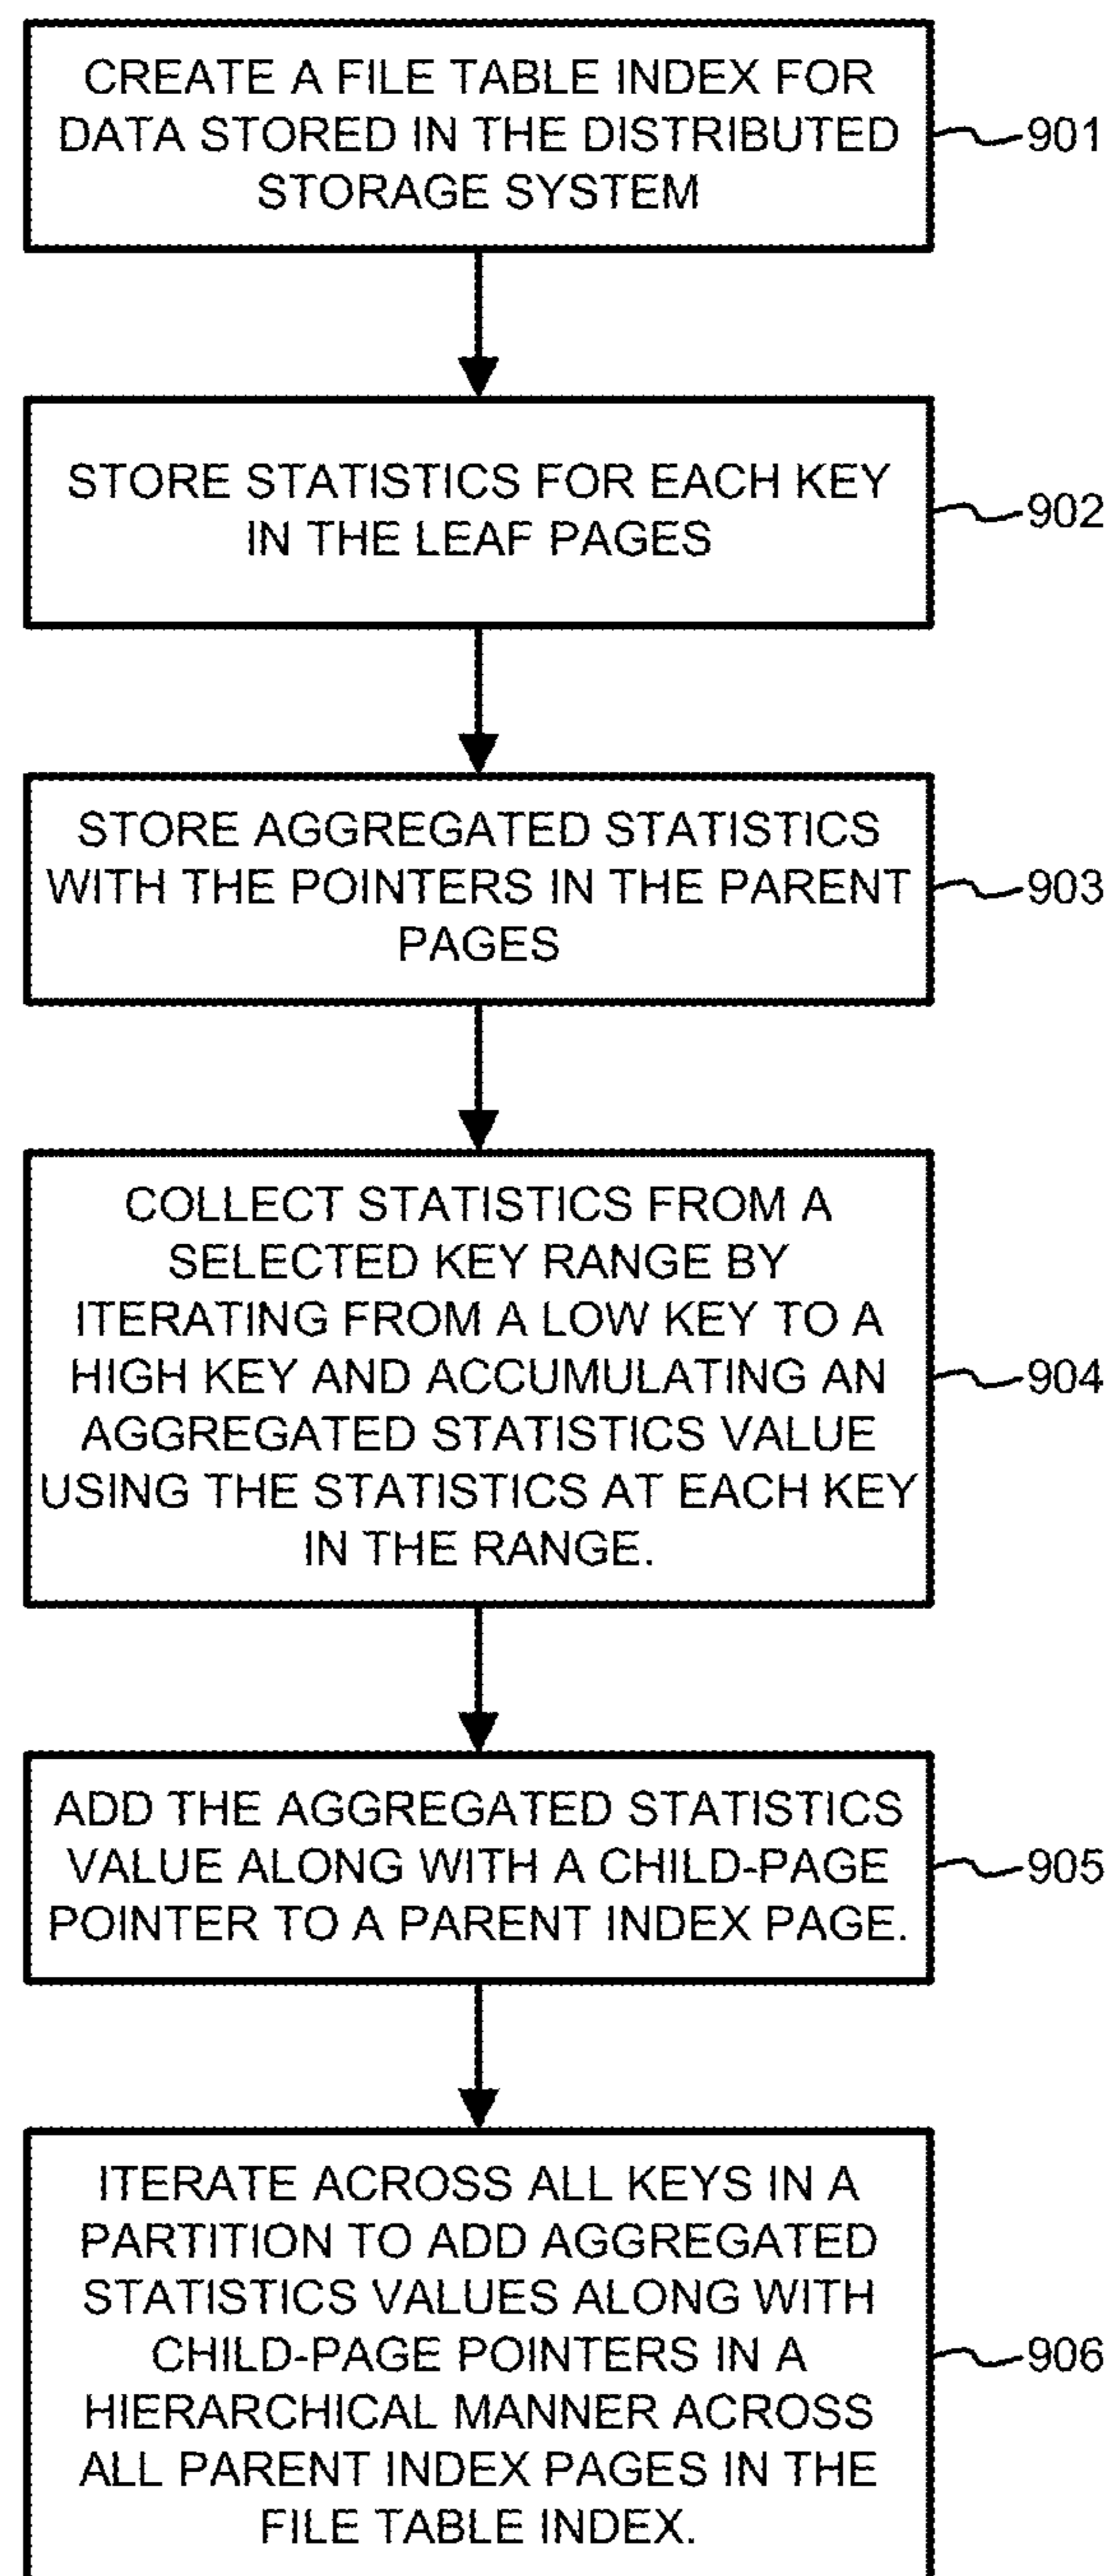 CREATE A FILE TABLE INDEX FOR
DATA STORED IN THE DISTRIBUTED
STORAGE SYSTEM
901
STORE STATISTICS FOR EACH KEY
IN THE LEAF PAGES
902
STORE AGGREGATED STATISTICS
WITH THE POINTERS IN THE PARENT
PAGES
903
COLLECT STATISTICS FROM A
SELECTED KEY RANGE BY
ITERATING FROM A LOW KEY TO A
HIGH KEY AND ACCUMULATING AN
AGGREGATED STATISTICS VALUE
USING THE STATISTICS AT EACH KEY
IN THE RANGE.
904
ADD THE AGGREGATED STATISTICS
VALUE ALONG WITH A CHILD-PAGE
POINTER TO A PARENT INDEX PAGE.
905
ITERATE ACROSS ALL KEYS IN A
PARTITION TO ADD AGGREGATED
STATISTICS VALUES ALONG WITH
CHILD-PAGE POINTERS IN A
HIERARCHICAL MANNER ACROSS
ALL PARENT INDEX PAGES IN THE
FILE TABLE INDEX.
906